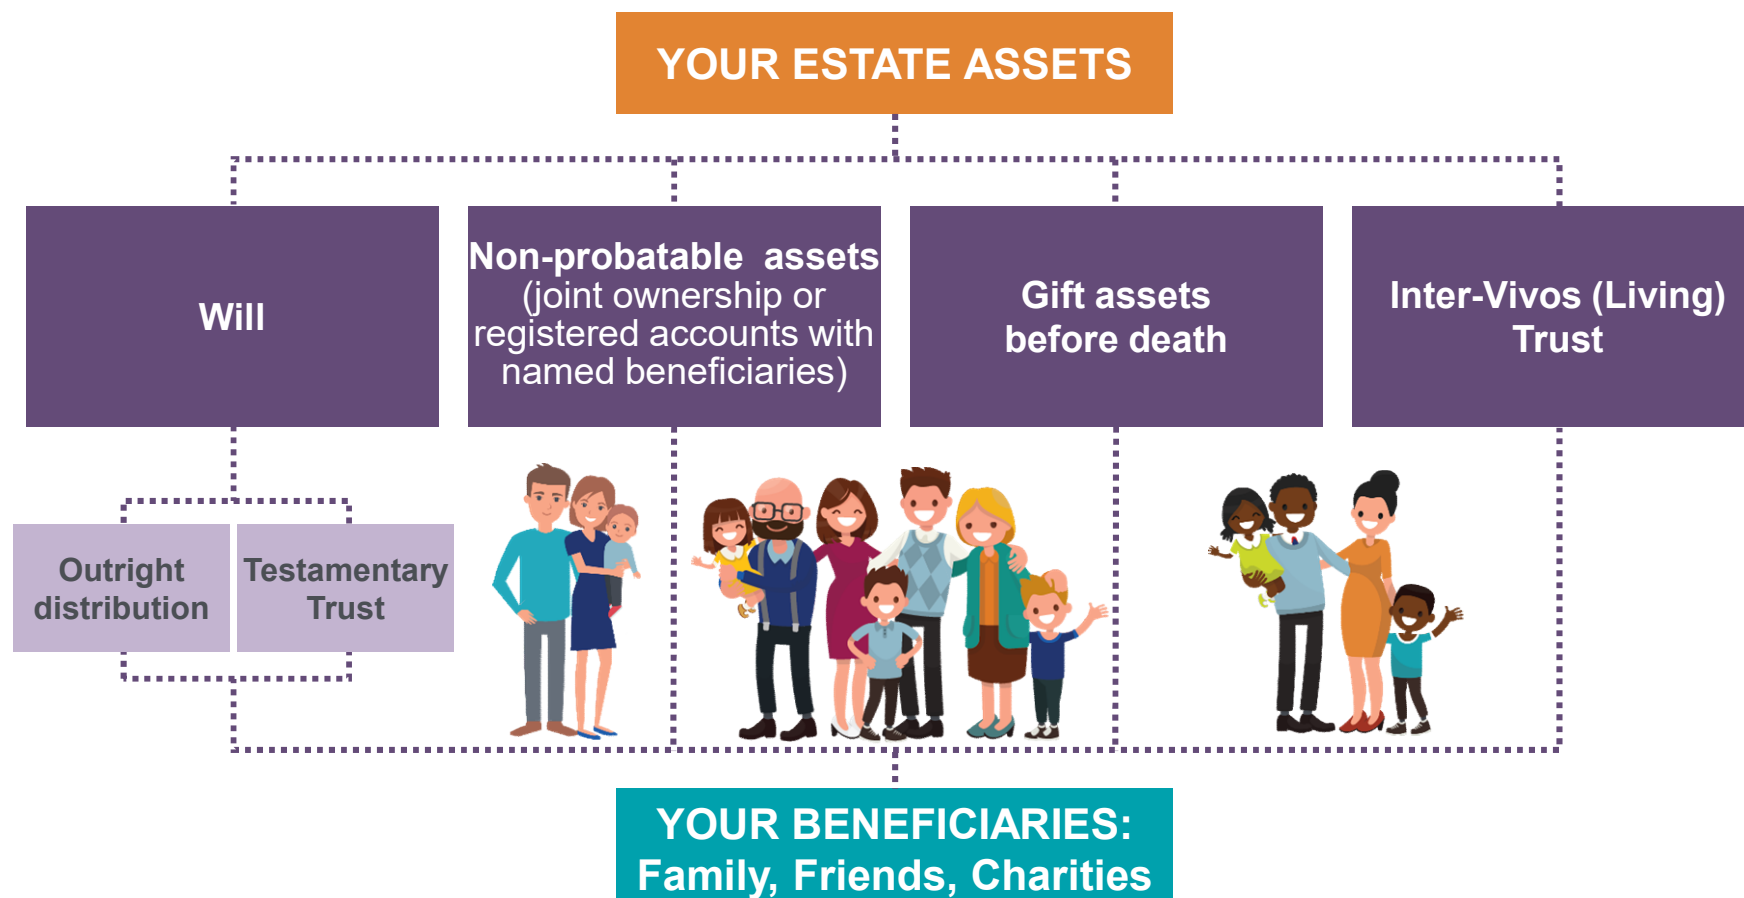 YOUR ESTATE ASSETS
Will
Non-probatable  assets
(joint ownership or
registered accounts with
named beneficiaries)
Gift assets
before death
Inter-Vivos (Living)
Trust
Outright
distribution
Testamentary
Trust
YOUR BENEFICIARIES:
Family, Friends, Charities